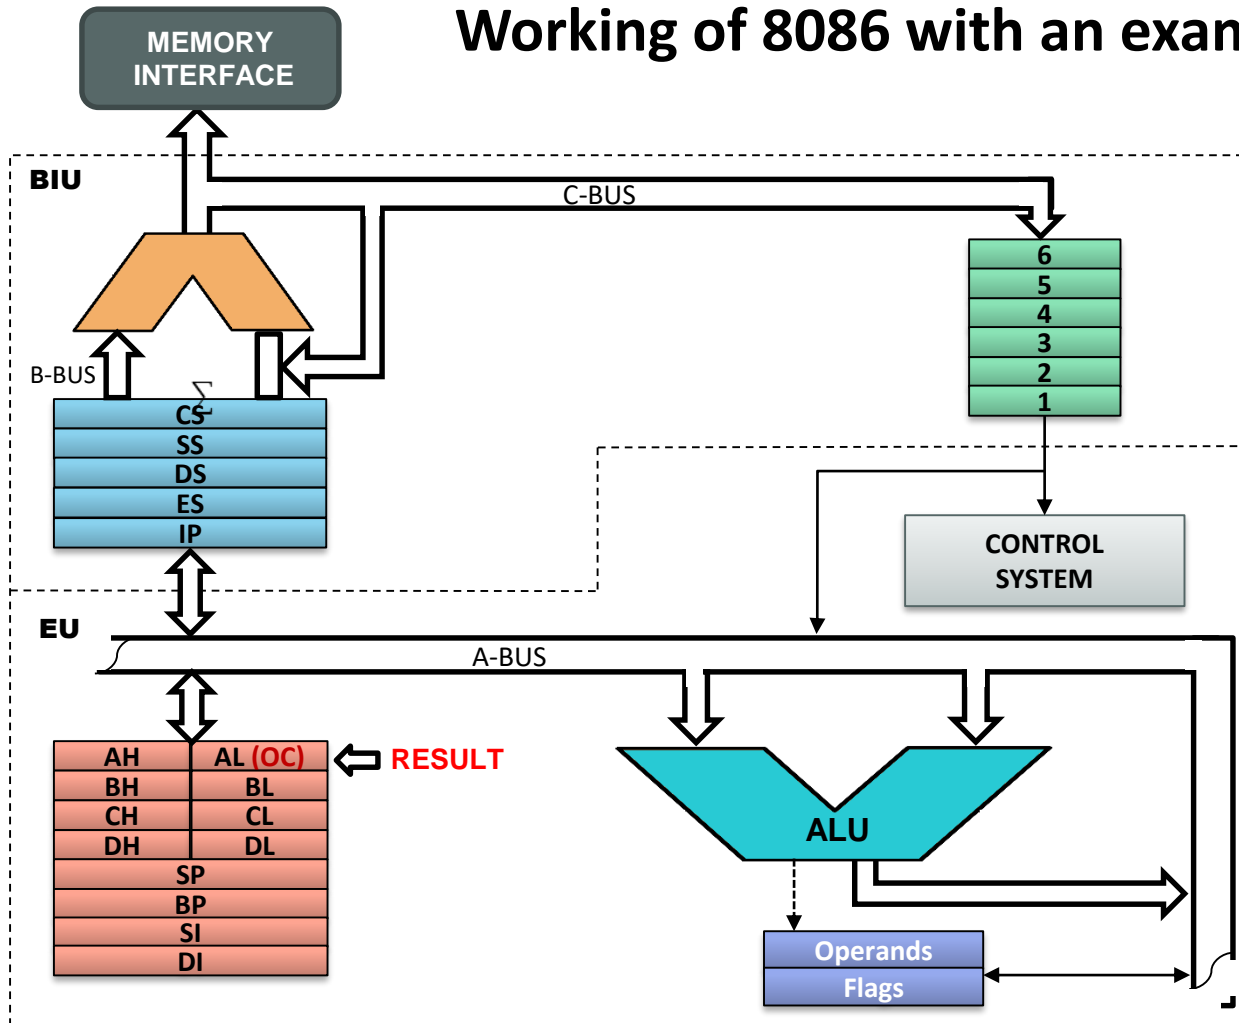 Working of 8086 with an exam
MEMORY
INTERFACE
BIU
C-BUS
6
5
4
3
2
1
B-BUS
Σ
CS
SS
DS
ES
IP
CONTROL
SYSTEM
EU
A-BUS
AH
AL (OC)
RESULT
BH
BL
CH
CL
DH
DL
SP
BP
SI
DI
ALU
Operands
Flags